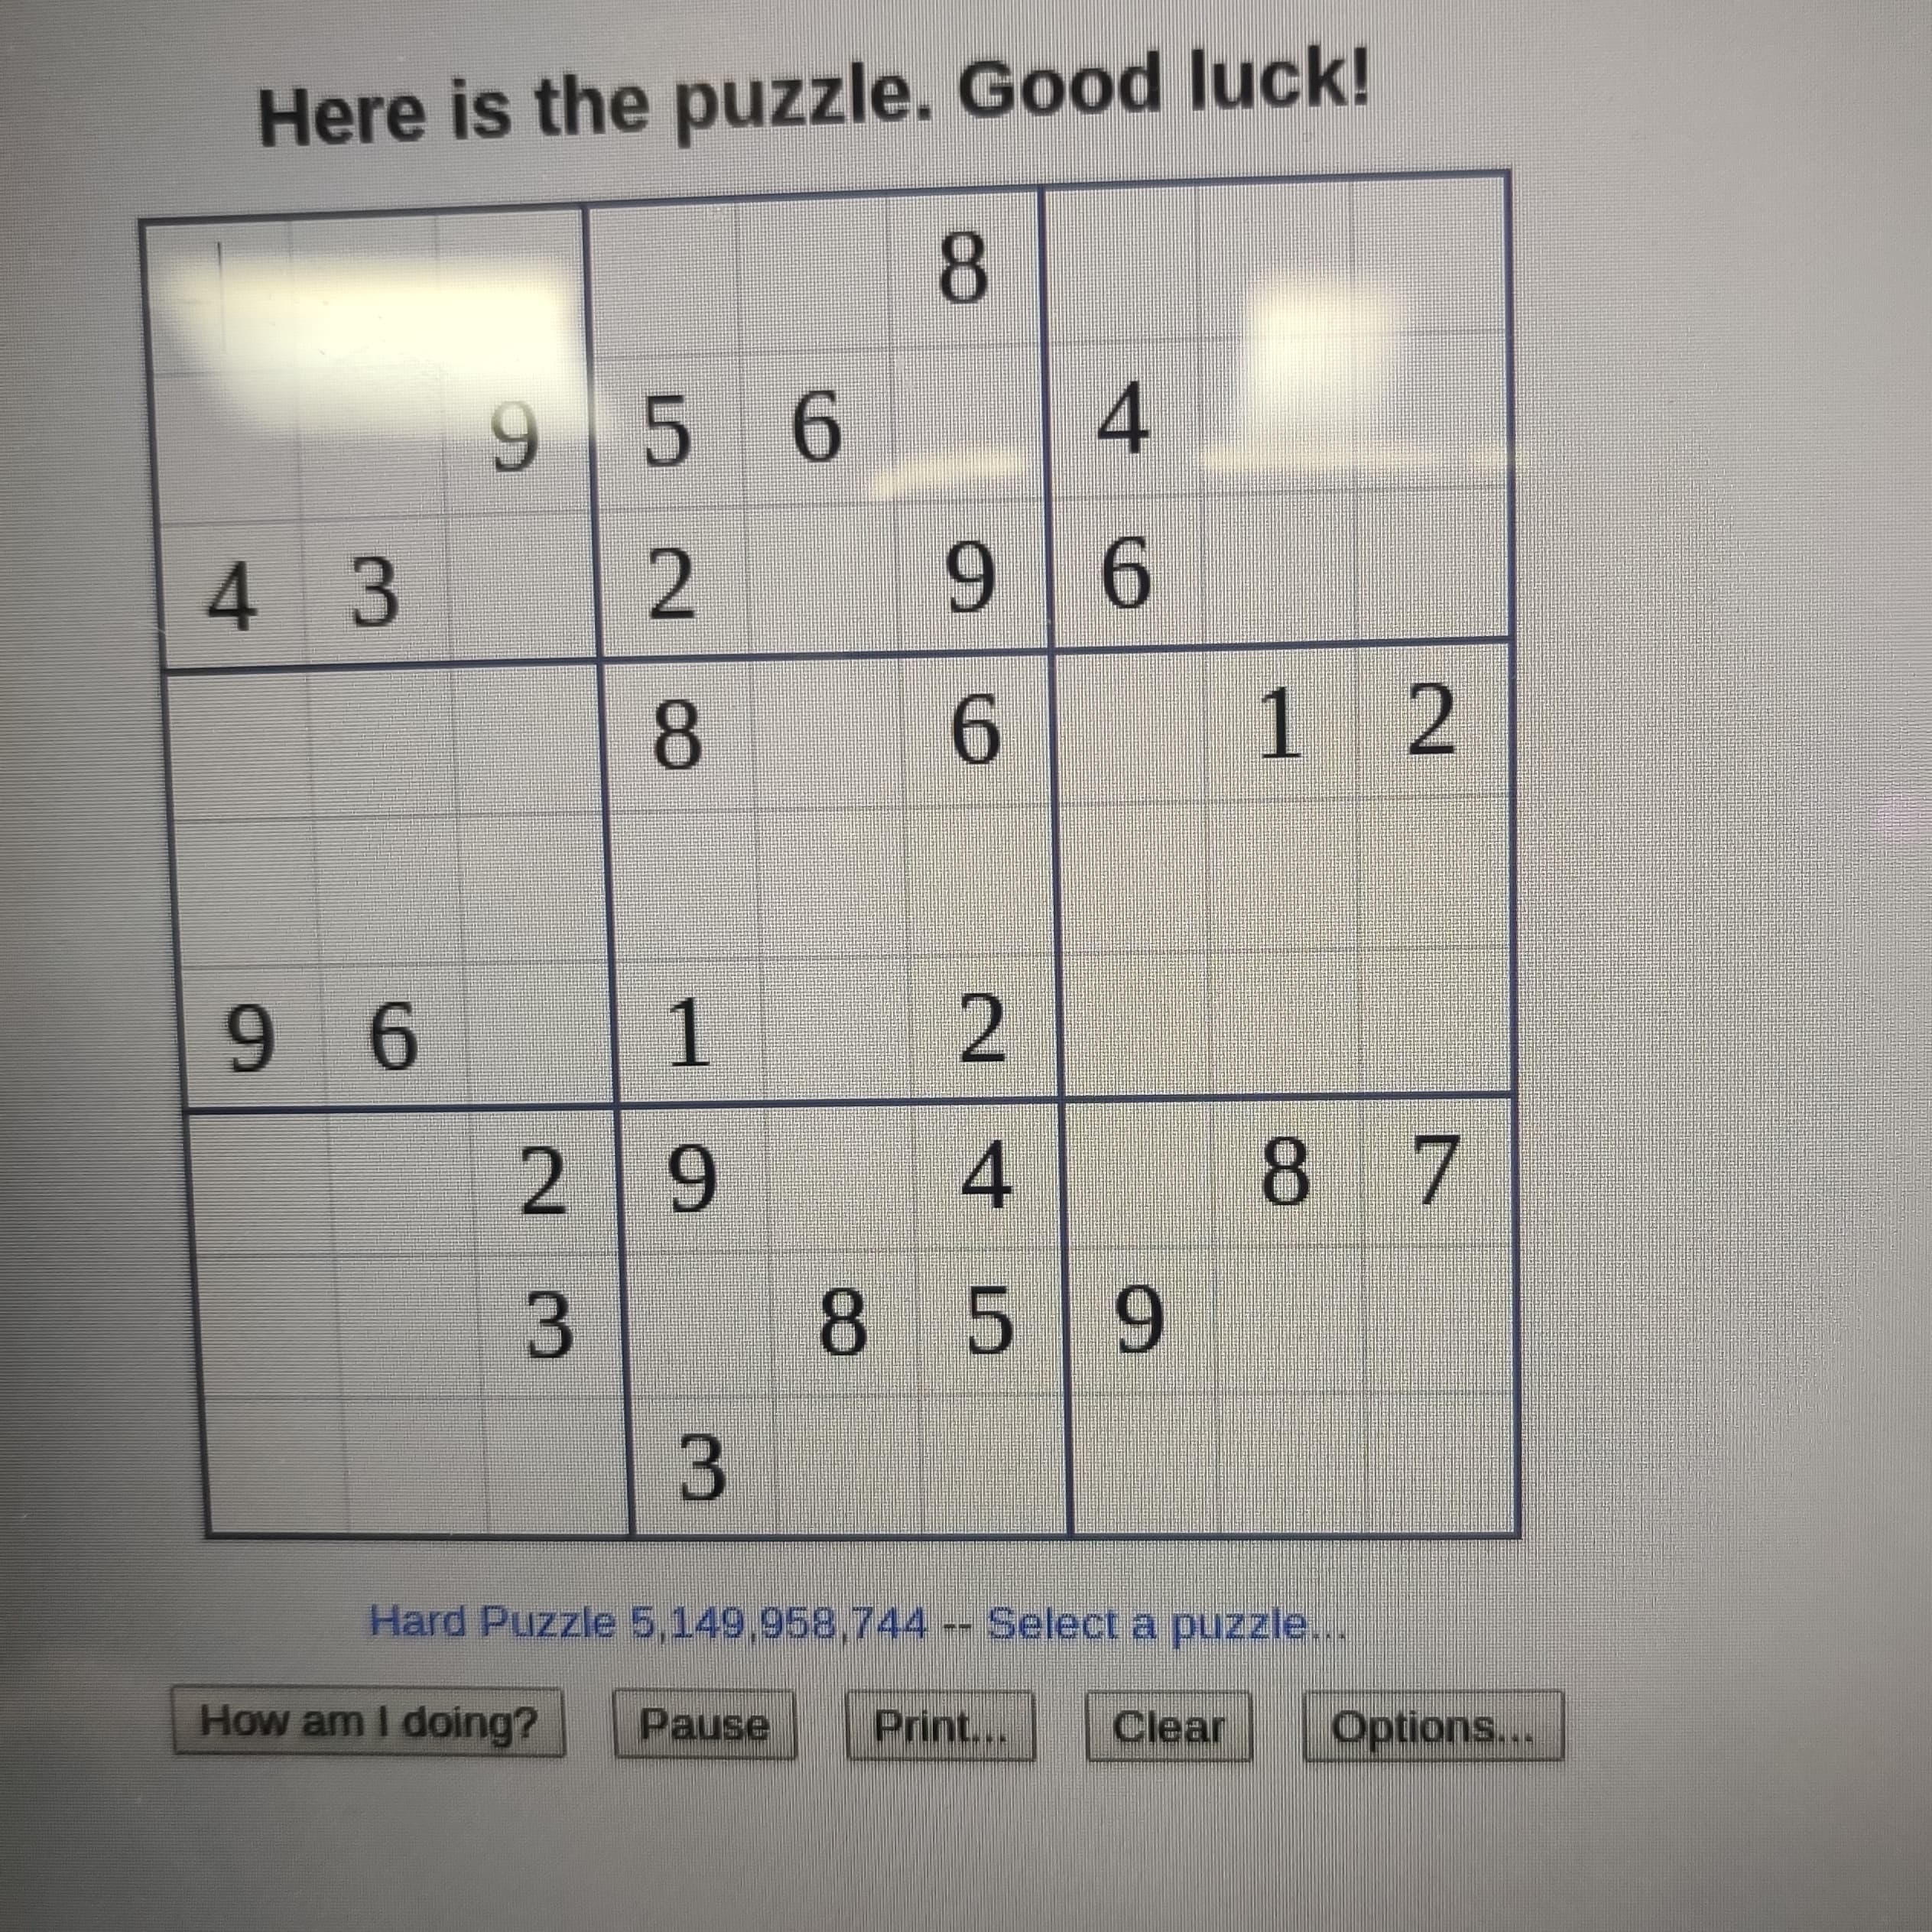 Here is the puzzle. Good luck!
8
9 5 6 4
4 3 2 9 6
8 6 1 2
9 6 1 2
2 9 4 8 7
3 8 5 9
3
Hard Puzzle 5,149,958,744 -- Select a puzzle...
How am I doing? Pause Print... Clear Options...